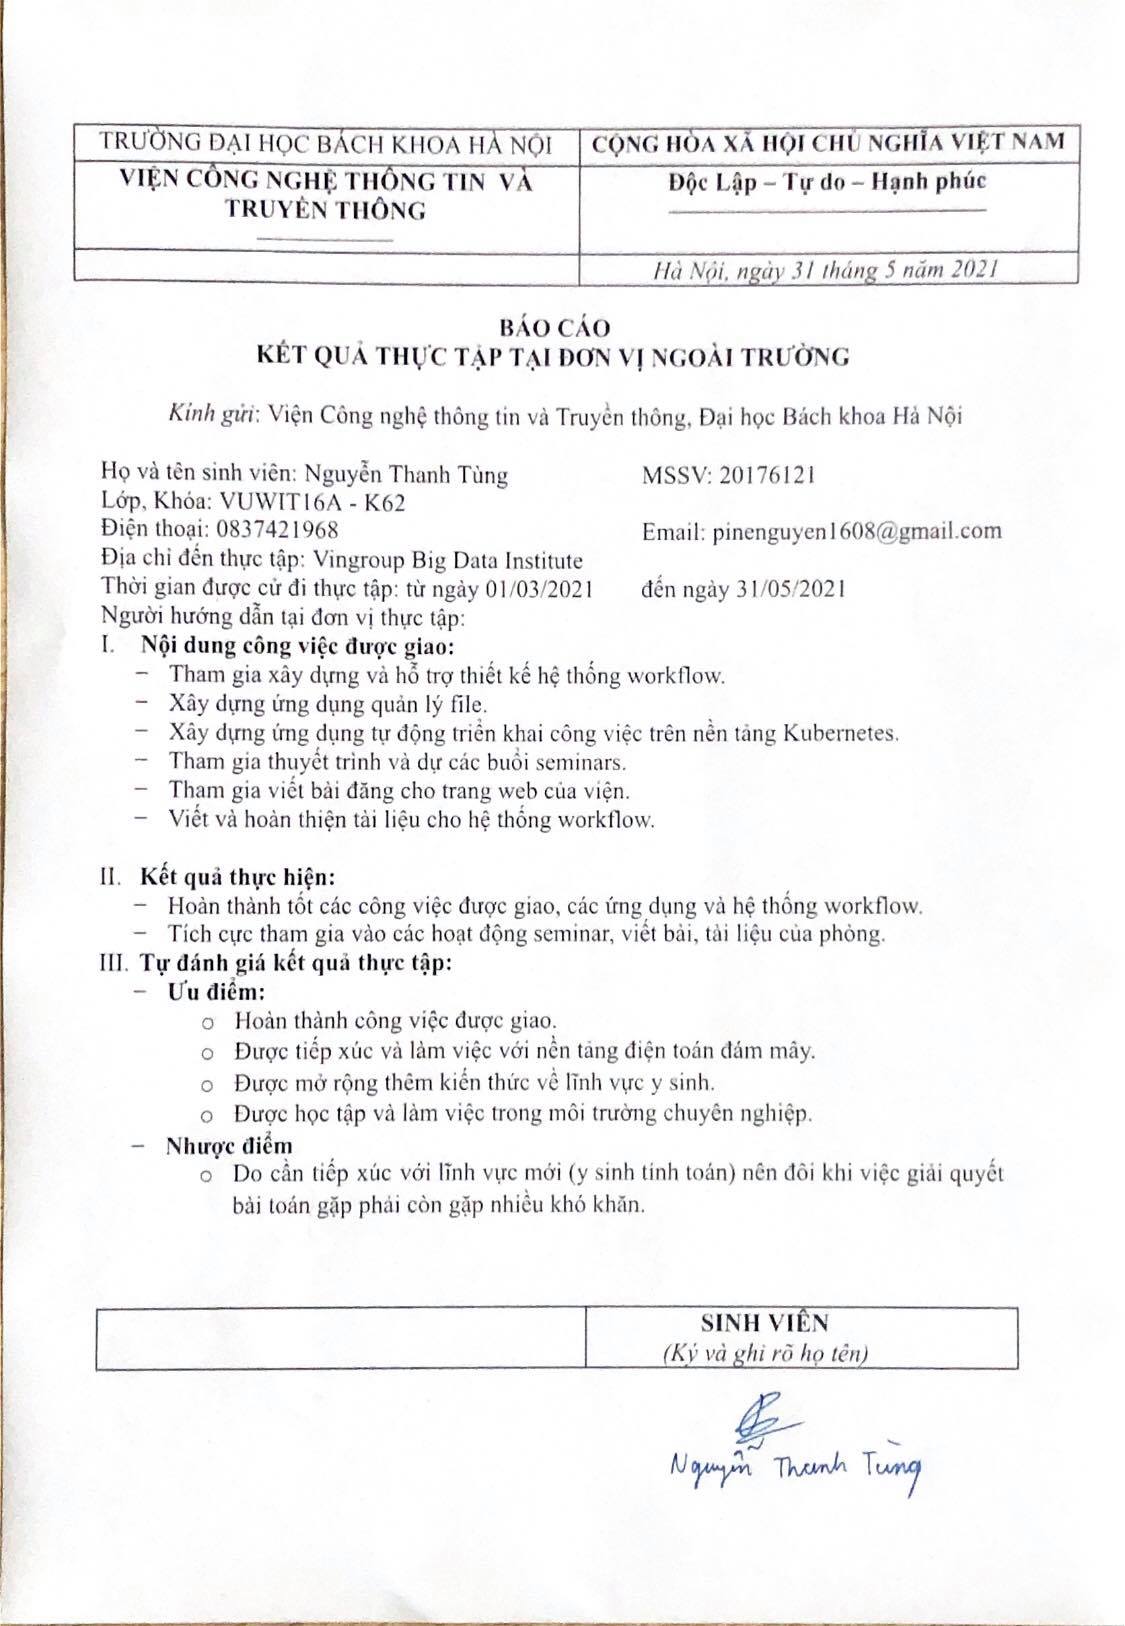 TRƯỜNG ĐẠI HỌC BÁCH KHOA HÀ NỘI
CỘNG HÒA XÃ HỘI CHỦ NGHĨA VIỆT NAM
VIỆN CÔNG NGHỆ THÔNG TIN VÀ
TRUYỀN THÔNG
Độc Lập – Tự do – Hạnh phúc
Hà Nội, ngày 31 tháng 5 năm 2021
BÁO CÁO
KẾT QUẢ THỰC TẬP TẠI ĐƠN VỊ NGOÀI TRƯỜNG
Kính gửi: Viện Công nghệ thông tin và Truyền thông, Đại học Bách khoa Hà Nội
Họ và tên sinh viên: Nguyễn Thanh Tùng MSSV: 20176121
Lớp, Khóa: VUWIT16A - K62
Điện thoại: 0837421968 Email: pinenguyen1608@gmail.com
Địa chỉ đến thực tập: Vingroup Big Data Institute
Thời gian được cử đi thực tập: từ ngày 01/03/2021 đến ngày 31/05/2021
Người hướng dẫn tại đơn vị thực tập:
I. Nội dung công việc được giao:
– Tham gia xây dựng và hỗ trợ thiết kế hệ thống workflow.
– Xây dựng ứng dụng quản lý file.
– Xây dựng ứng dụng tự động triển khai công việc trên nền tảng Kubernetes.
– Tham gia thuyết trình và dự các buổi seminars.
– Tham gia viết bài đăng cho trang web của viện.
– Viết và hoàn thiện tài liệu cho hệ thống workflow.
II. Kết quả thực hiện:
– Hoàn thành tốt các công việc được giao, các ứng dụng và hệ thống workflow.
– Tích cực tham gia vào các hoạt động seminar, viết bài, tài liệu của phòng.
III. Tự đánh giá kết quả thực tập:
– Ưu điểm:
o Hoàn thành công việc được giao.
o Được tiếp xúc và làm việc với nền tảng điện toán đám mây.
o Được mở rộng thêm kiến thức về lĩnh vực y sinh.
o Được học tập và làm việc trong môi trường chuyên nghiệp.
– Nhược điểm
o Do cần tiếp xúc với lĩnh vực mới (y sinh tính toán) nên đôi khi việc giải quyết
bài toán gặp phải còn gặp nhiều khó khăn.
SINH VIÊN
(Ký và ghi rõ họ tên)
Nguyễn Thanh Tùng